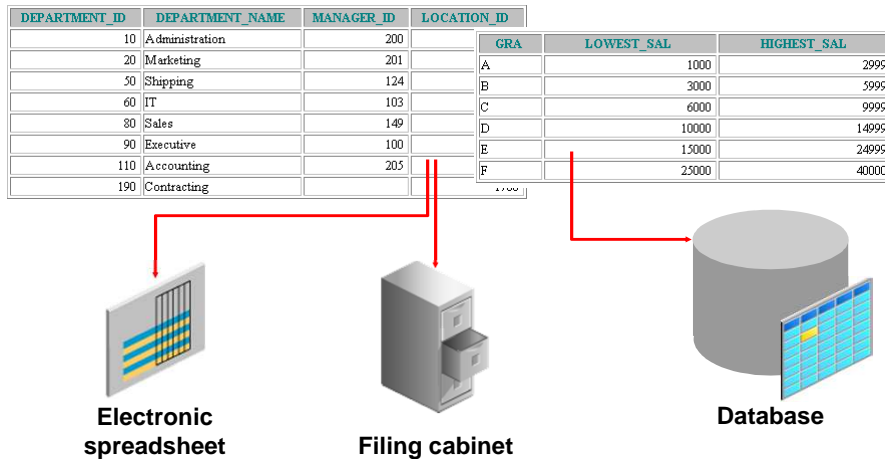 DEPARTMENT_ID DEPARTMENT_NAME MANAGER_ID LOCATION_ID
10 Administration 200
20 Marketing 201
50 Shipping 124
60 IT 103
80 Sales 149
90 Executive 100
110 Accounting 205
190 Contracting
GRA LOWEST_SAL HIGHEST_SAL
A 1000 2999
B 3000 5999
C 6000 9999
D 10000 14999
E 15000 24999
F 25000 40000
Electronic
spreadsheet
Filing cabinet
Database